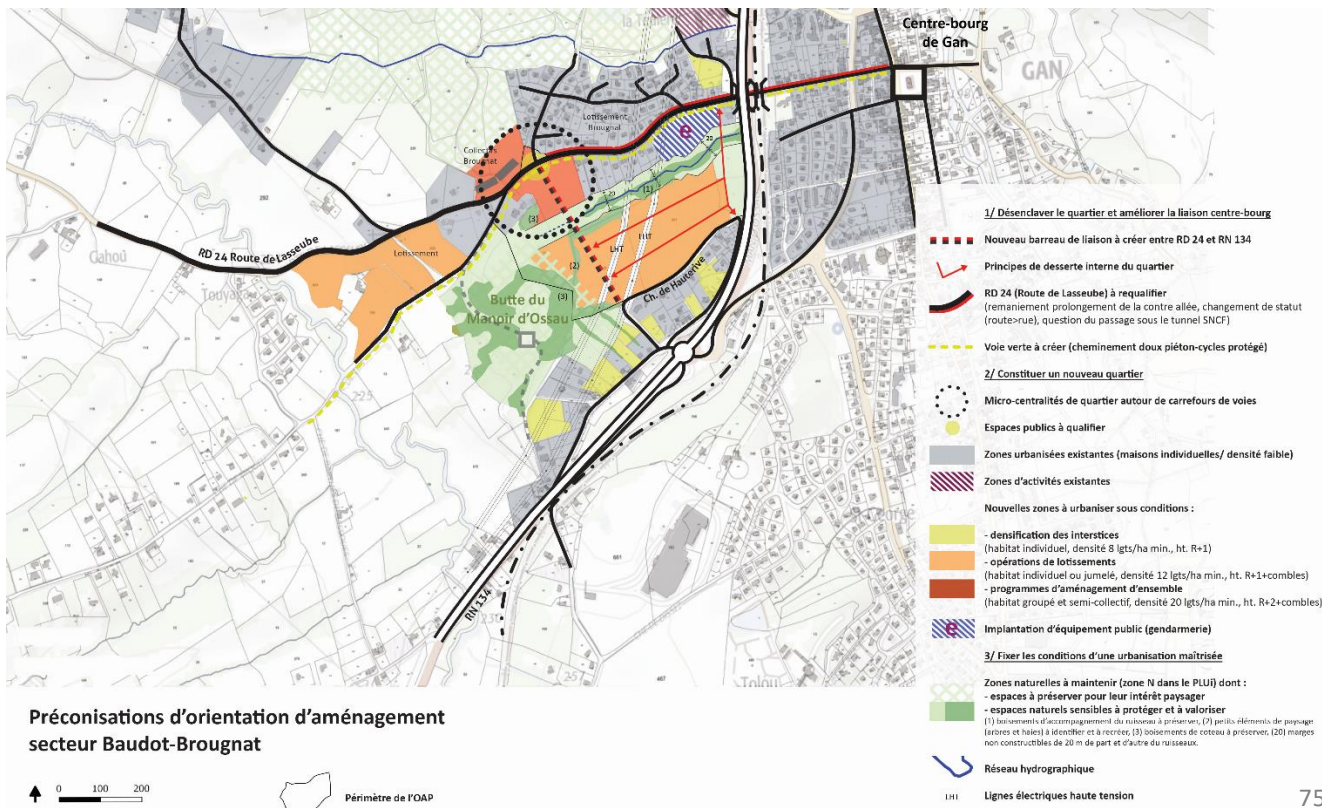 Centre-bourg
de Gan
GAN
Lotissement
Brougnat
e
Collectifs
Brougnat
20
(1)
20
(3)
LHT
LHT
(2)
(3)
RD 24 Route de Lasseube
Lotissement
Ch. de Hauterive
Butte du
Manoir d'Ossau
RN 134
1/ Désenclaver le quartier et améliorer la liaison centre-bourg
Nouveau barreau de liaison à créer entre RD 24 et RN 134
Principes de desserte interne du quartier
RD 24 (Route de Lasseube) à requalifier
(remaniement prolongement de la contre allée, changement de statut
(route>rue), question du passage sous le tunnel SNCF)
Voie verte à créer (cheminement doux piéton-cycles protégé)
2/ Constituer un nouveau quartier
Micro-centralités de quartier autour de carrefours de voies
Espaces publics à qualifier
Zones urbanisées existantes (maisons individuelles/ densité faible)
Zones d'activités existantes
Nouvelles zones à urbaniser sous conditions :
- densification des interstices
(habitat individuel, densité 8 lgts/ha min., ht. R+1)
- opérations de lotissements
(habitat individuel ou jumelé, densité 12 lgts/ha min., ht. R+1+combles)
- programmes d'aménagement d'ensemble
(habitat groupé et semi-collectif, densité 20 lgts/ha min., ht. R+2+combles)
e
Implantation d'équipement public (gendarmerie)
3/ Fixer les conditions d'une urbanisation maîtrisée
Zones naturelles à maintenir (zone N dans le PLUi) dont :
- espaces à préserver pour leur intérêt paysager
- espaces naturels sensibles à protéger et à valoriser
(1) boisements d'accompagnement du ruisseau à préserver, (2) petits éléments de paysage
(arbres et haies) à identifier et à recréer, (3) boisements de coteau à préserver, (20) marges
non constructibles de 20 m de part et d'autre du ruisseaux.
Réseau hydrographique
LHT
Lignes électriques haute tension
Préconisations d'orientation d'aménagement
secteur Baudot-Brougnat
0 100 200
Périmètre de l'OAP
75